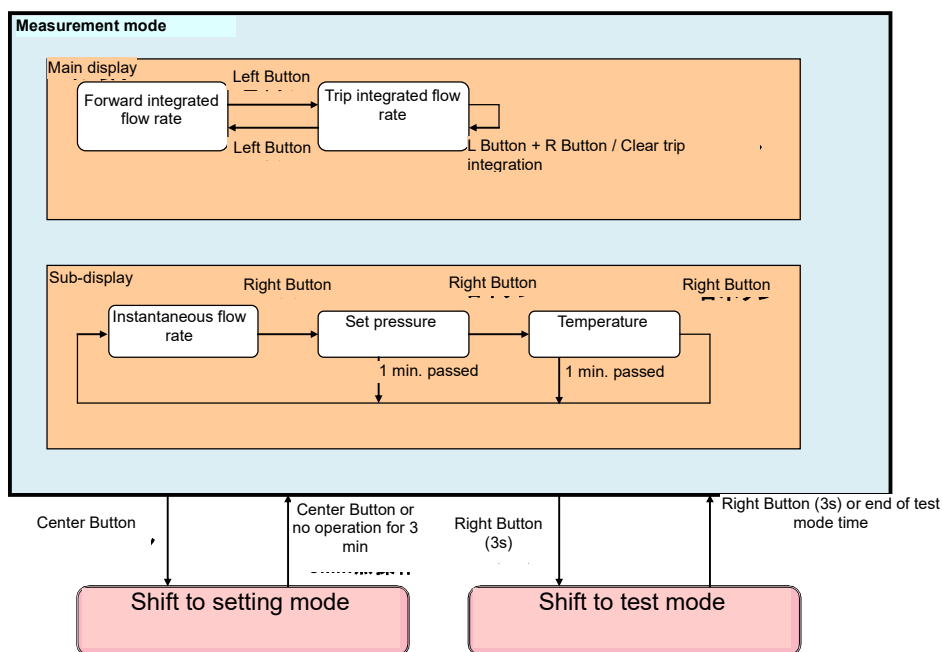 Measurement mode
Main display
Left Button
Forward integrated
flow rate
Trip integrated flow
rate
Left Button
L Button + R Button / Clear trip
integration
Sub-display
Right Button
Right Button
Right Button
Instantaneous flow
rate
Set pressure
Temperature
1 min. passed
1 min. passed
Center Button
Center Button or
no operation for 3
min
Right Button
(3s)
Right Button (3s) or end of test
mode time
Shift to setting mode
Shift to test mode